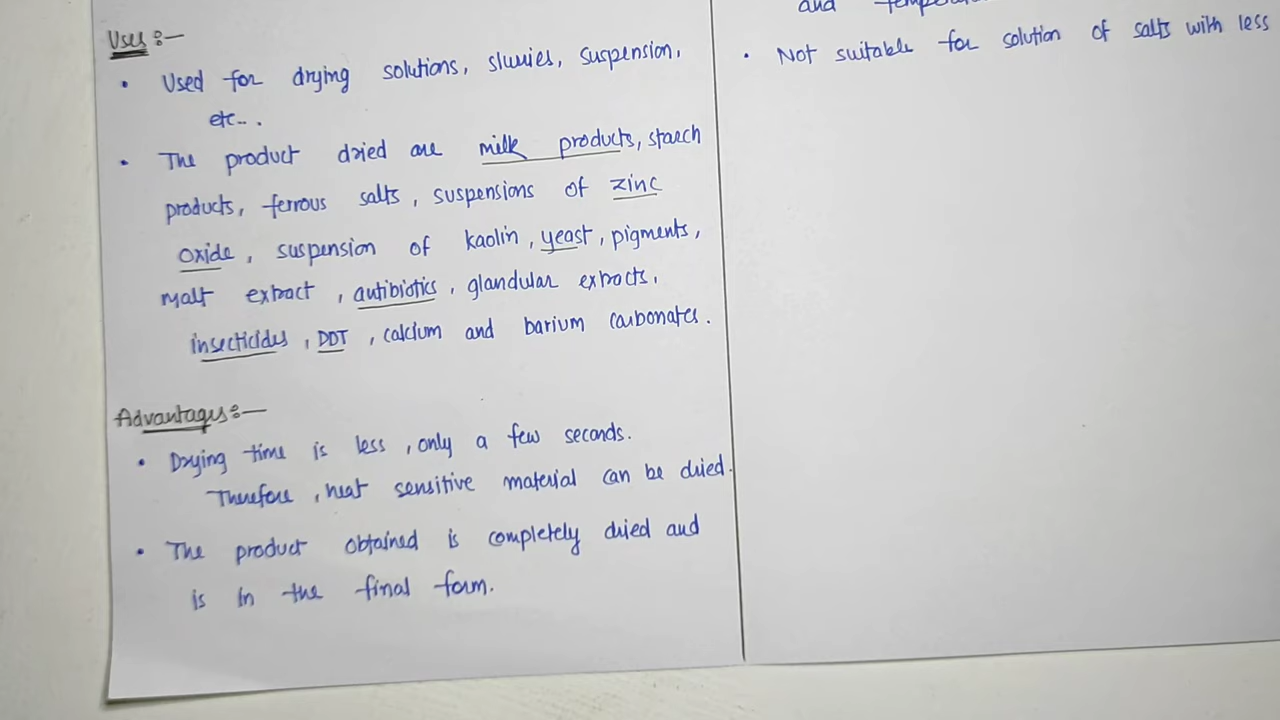 Uses :-
• Used for drying solutions, slurries, suspension,
etc... .
• The product dried are milk products, starch
products, ferrous salts, suspensions of zinc
oxide, suspension of kaolin, yeast, pigments,
Malt extract, antibiotics, glandular extracts,
insecticides, DDT, calcium and barium carbonates.
Advantages :-
• Drying time is less, only a few seconds.
Therefore, heat sensitive material can be dried.
• The product obtained is completely dried and
is in the final form.
and
• Not suitable for solution of salts with less